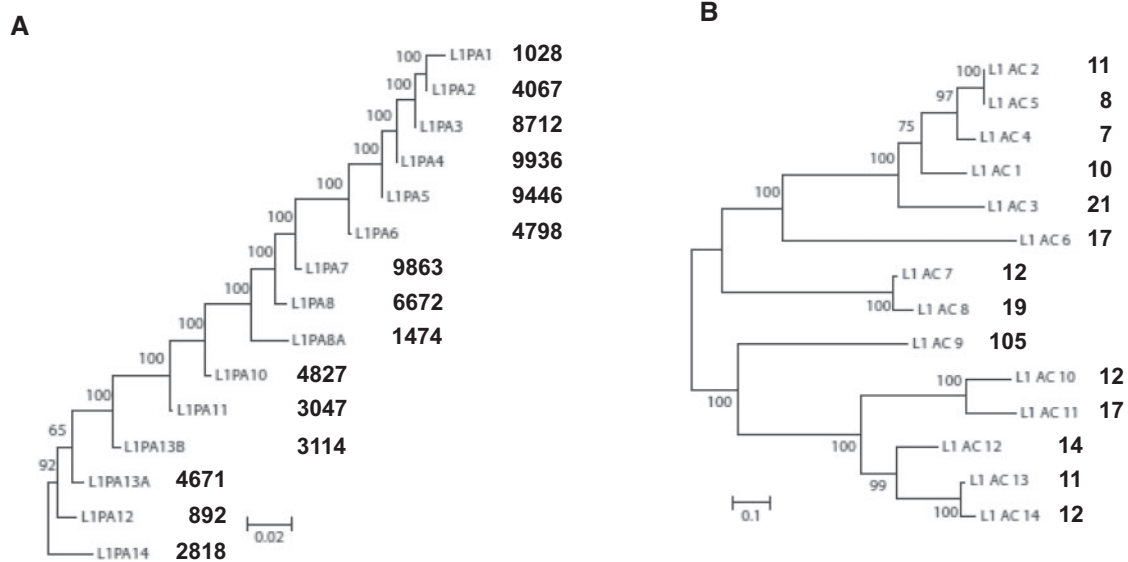 A
100 L1PA1 1028
100 L1PA2 4067
100 L1PA3 8712
100 L1PA4 9936
100 L1PA5 9446
100 L1PA6 4798
100 L1PA7 9863
100 L1PA8 6672
100 L1PA8A 1474
100 L1PA10 4827
100 L1PA11 3047
100 L1PA13B 3114
65 L1PA13A 4671
92 L1PA12 892
L1PA14 2818
0.02
B
100 L1 AC 2 11
97 L1 AC 5 8
75 L1 AC 4 7
100 L1 AC 1 10
100 L1 AC 3 21
L1 AC 6 17
L1 AC 7 12
100 L1 AC 8 19
L1 AC 9 105
100 L1 AC 10 12
100 L1 AC 11 17
100 L1 AC 12 14
99 L1 AC 13 11
100 L1 AC 14 12
0.1